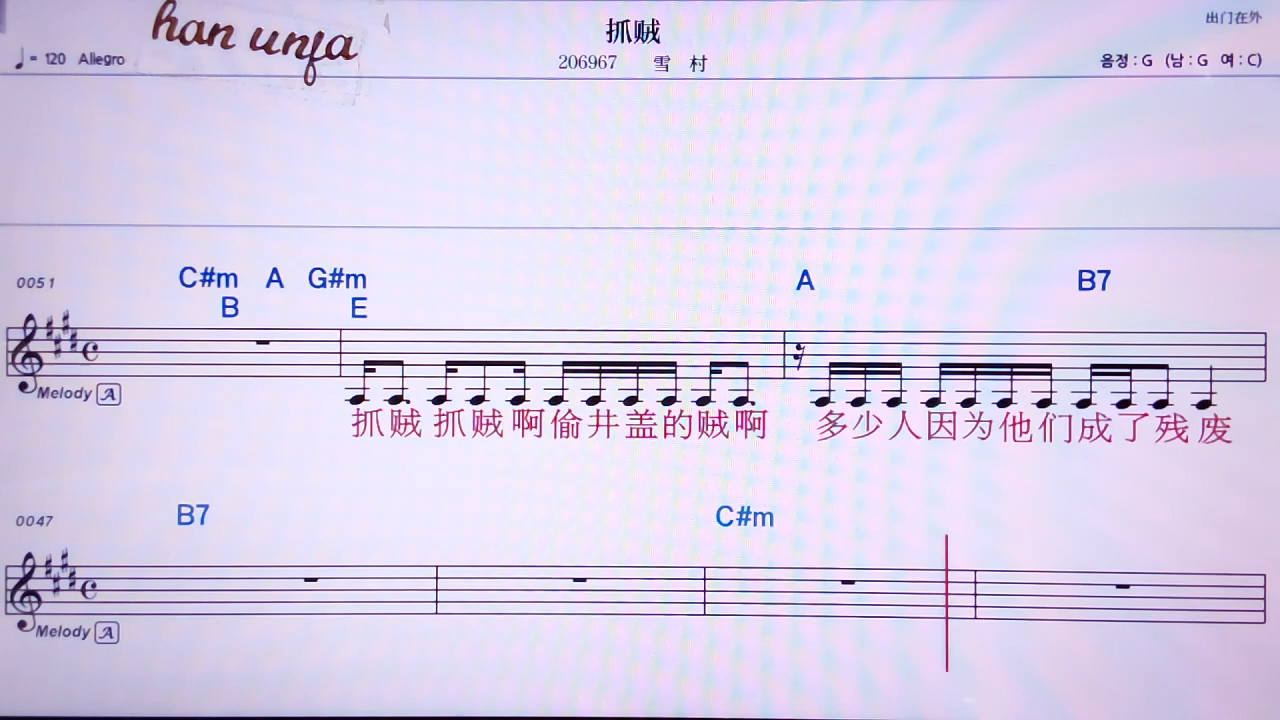 han unfa
抓贼
出门在外
♩= 120 Allegro
206967 雪 村
음정 : G (남 : G 여 : C)
0051
C#m A G#m A B7
B E
Melody A
抓贼 抓贼啊偷井盖的贼啊 多少人因为他们成了残废
0047
B7 C#m
Melody A